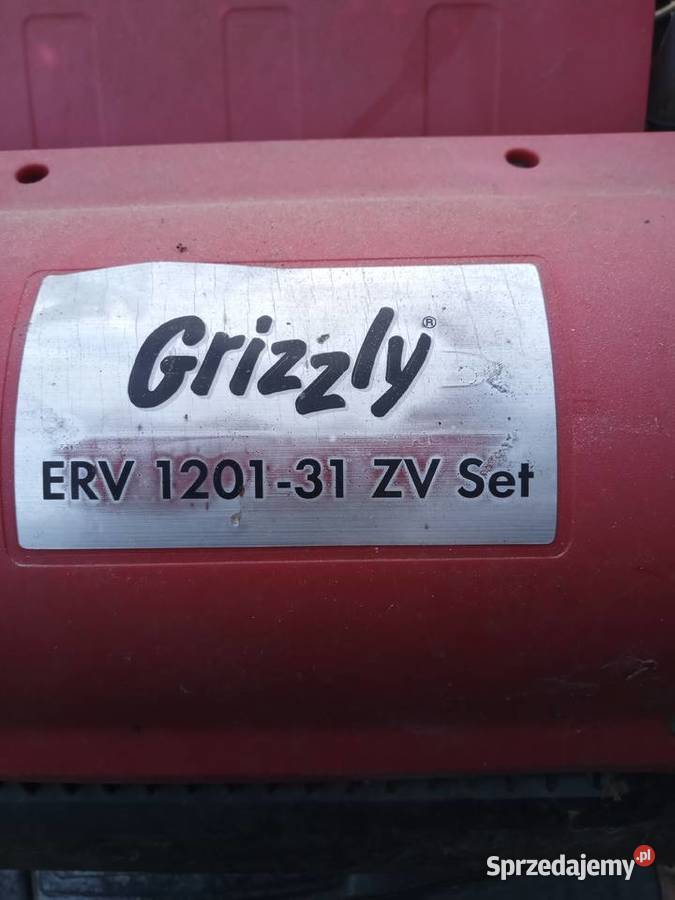 Grizzly®
ERV 1201-31 ZV Set
Sprzedajemy.pl